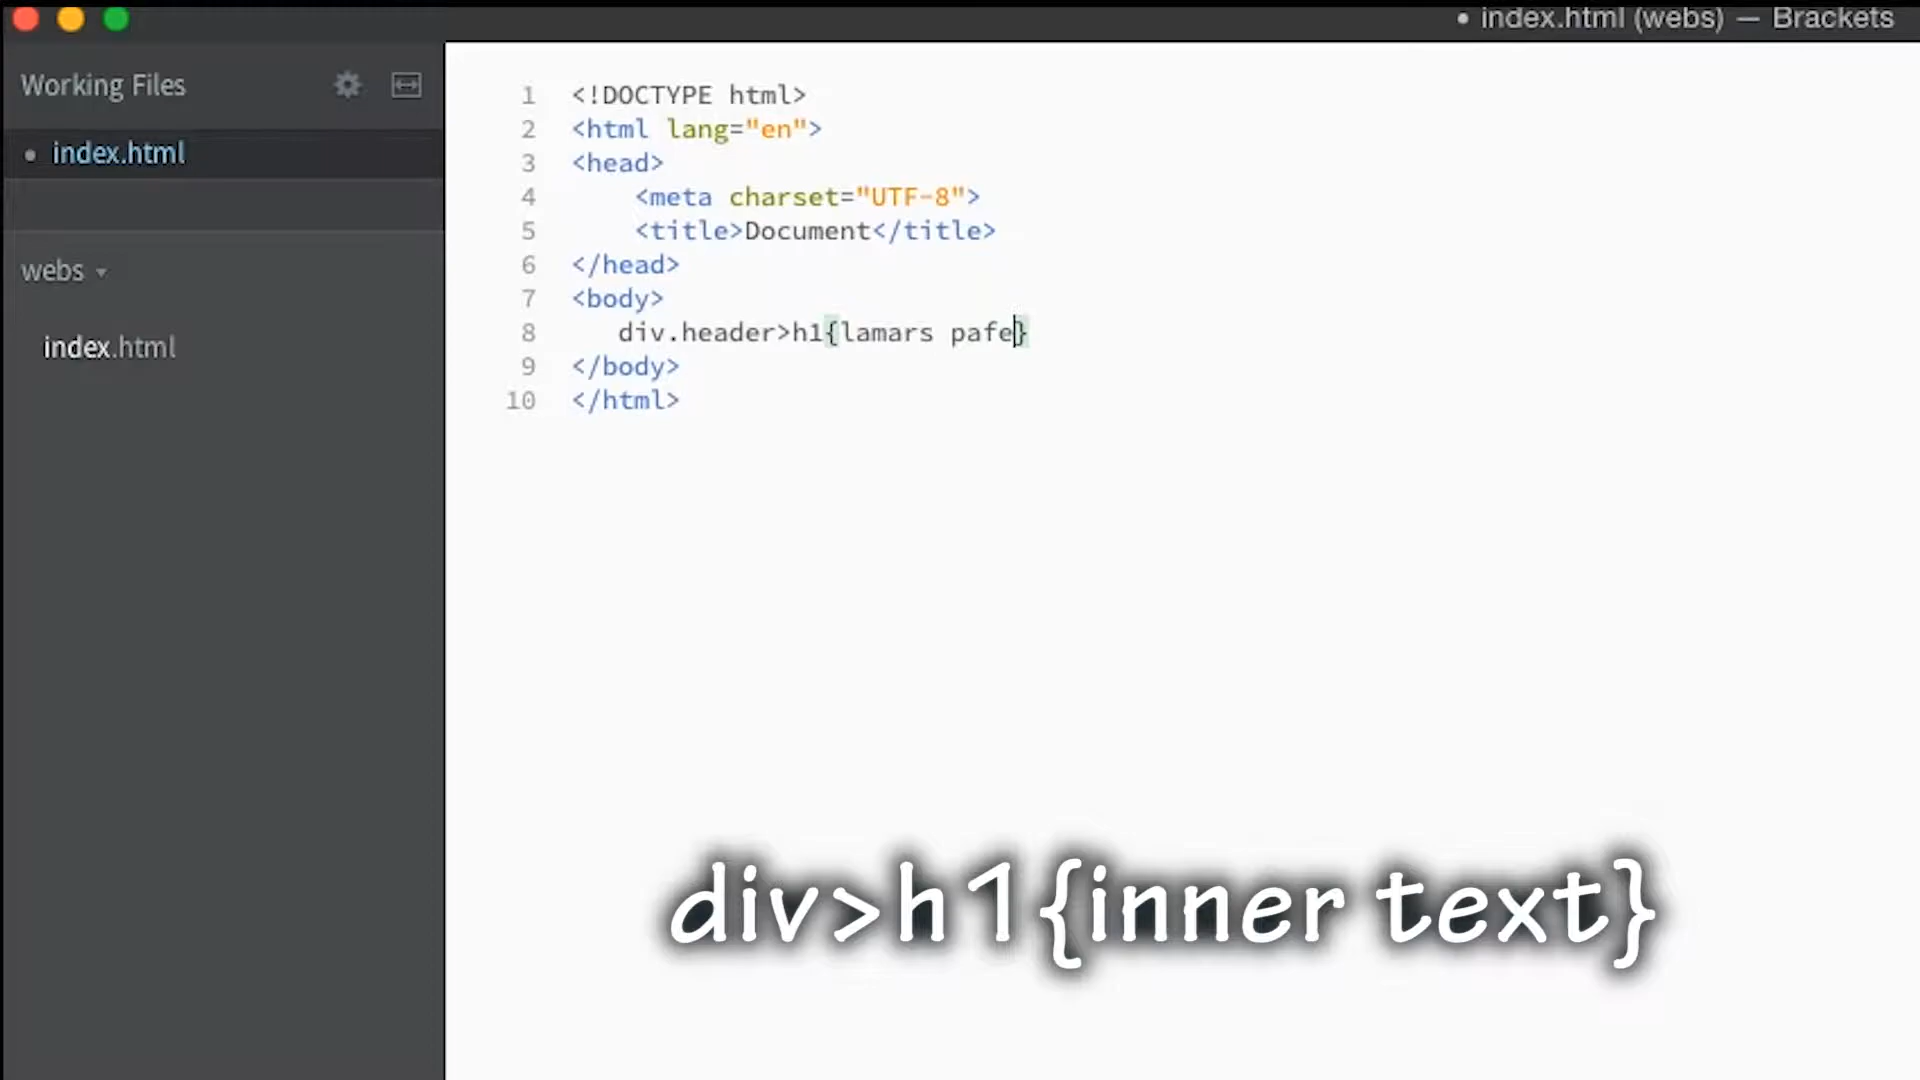 index.html (webs) — Brackets
Working Files
index.html
webs
index.html
1 <!DOCTYPE html>
2 <html lang="en">
3 <head>
4 <meta charset="UTF-8">
5 <title>Document</title>
6 </head>
7 <body>
8 div.header>h1{lamars pafe}
9 </body>
10 </html>
div>h1{inner text}